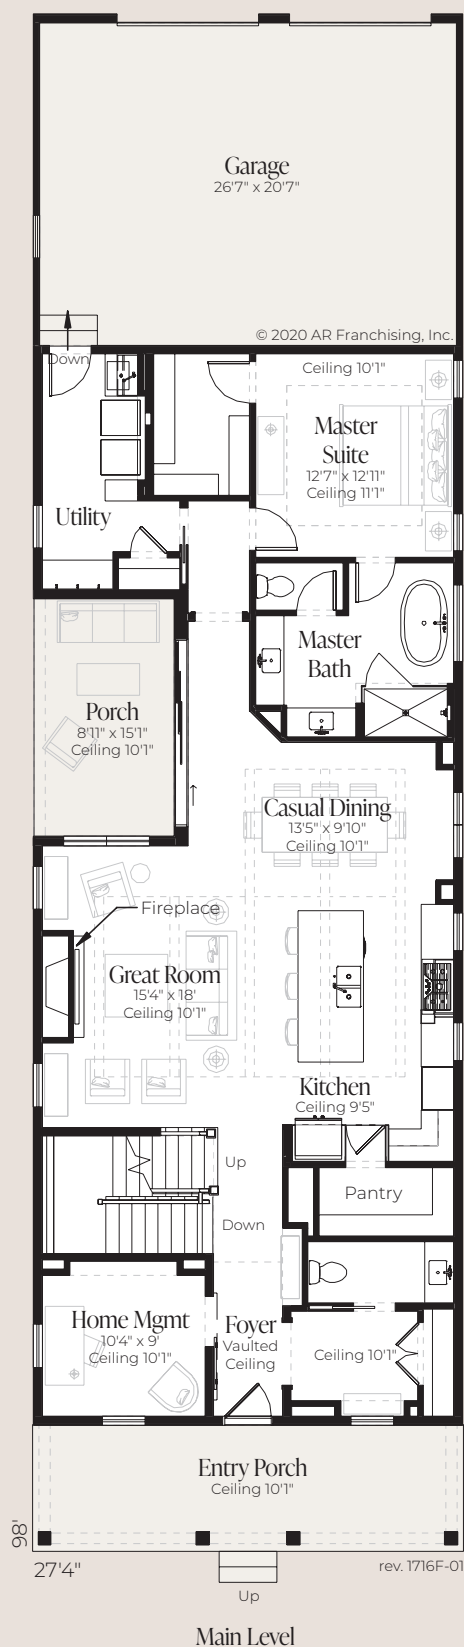 Garage
26'7" x 20'7"
© 2020 AR Franchising, Inc.
Down
Ceiling 10'1"
Master
Suite
12'7" x 12'11"
Ceiling 11'1"
Utility
Master
Bath
Porch
8'11" x 15'1"
Ceiling 10'1"
Casual Dining
13'5" x 9'10"
Ceiling 10'1"
Fireplace
Great Room
15'4" x 18'
Ceiling 10'1"
Kitchen
Ceiling 9'5"
Up
Pantry
Down
Home Mgmt
10'4" x 9'
Ceiling 10'1"
Foyer
Vaulted
Ceiling
Ceiling 10'1"
Entry Porch
Ceiling 10'1"
98'
27'4"
rev. 1716F-01
Up
Main Level